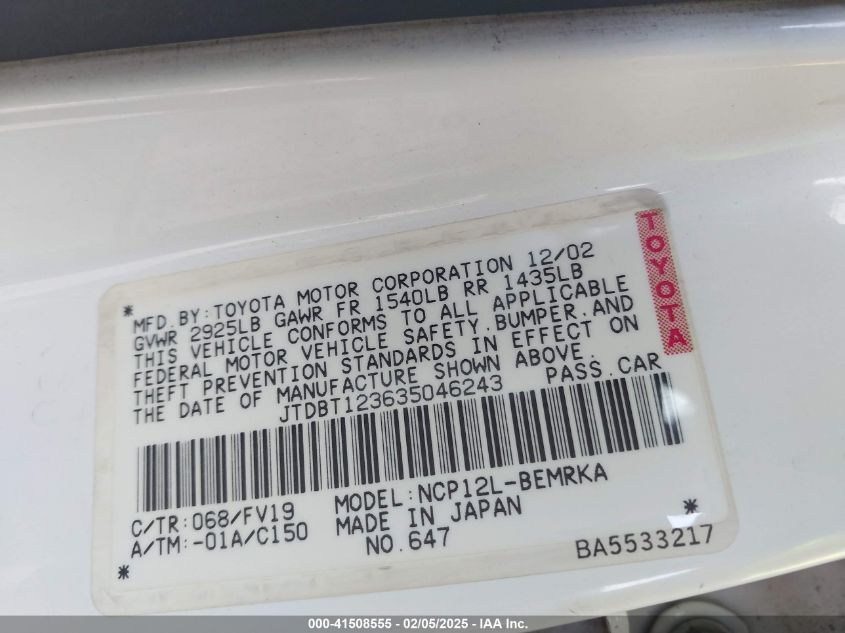 MFD.BY:TOYOTA MOTOR CORPORATION 12/02
GVWR 2925LB GAWR FR 1540LB RR 1435LB
THIS VEHICLE CONFORMS TO ALL APPLICABLE
FEDERAL MOTOR VEHICLE SAFETY,BUMPER,AND
THEFT PREVENTION STANDARDS IN EFFECT ON
THE DATE OF MANUFACTURE SHOWN ABOVE.
JTDBT123635046243 PASS.CAR
TOYOTA
C/TR:068/FV19 MODEL:NCP12L-BEMRKA
A/TM:-01A/C150 MADE IN JAPAN
NO.647 BA5533217
000-41508555 — 02/05/2025 — IAA Inc.